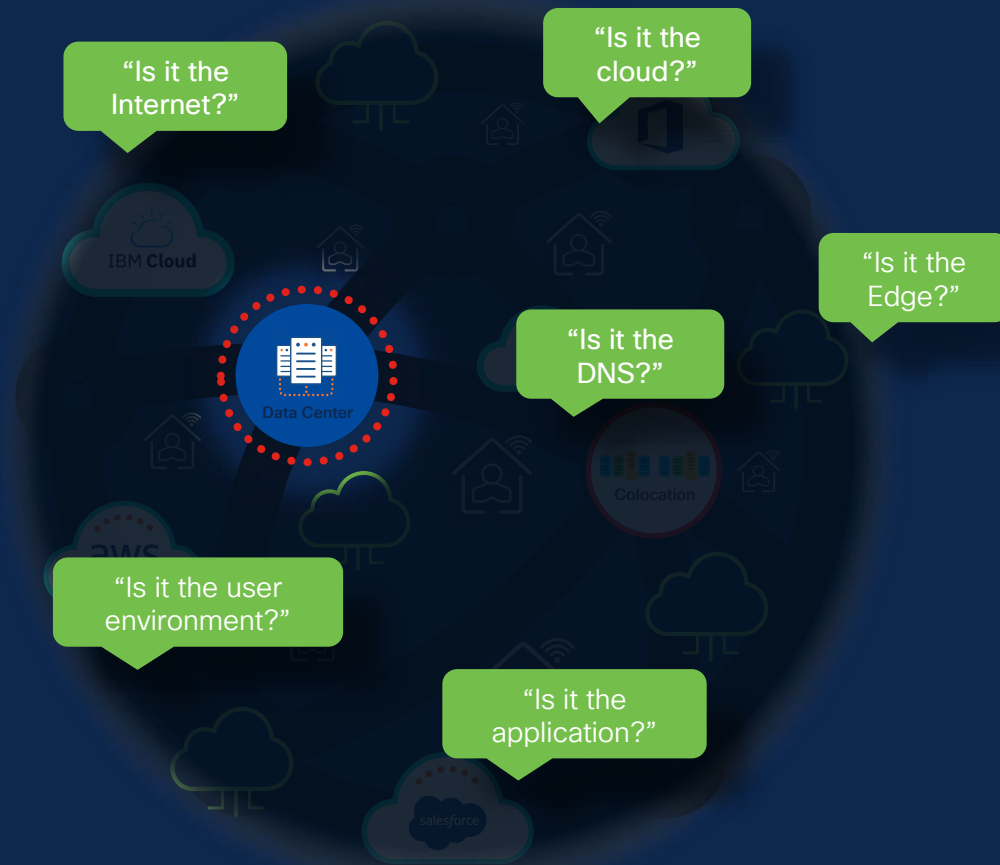 “Is it the
Internet?”
“Is it the
cloud?”
IBM Cloud
“Is it the
Edge?”
“Is it the
DNS?”
Data Center
Colocation
aws
“Is it the user
environment?”
“Is it the
application?”
salesforce